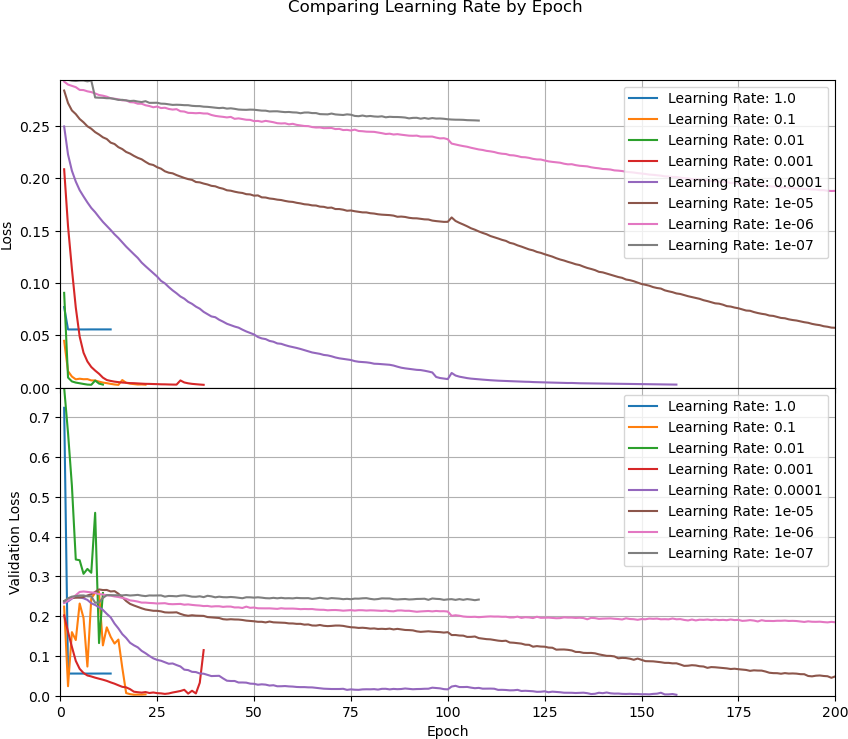 Comparing Learning Rate by Epoch
Loss
0.25
0.20
0.15
0.10
0.05
0.00
Learning Rate: 1.0
Learning Rate: 0.1
Learning Rate: 0.01
Learning Rate: 0.001
Learning Rate: 0.0001
Learning Rate: 1e-05
Learning Rate: 1e-06
Learning Rate: 1e-07
Validation Loss
0.7
0.6
0.5
0.4
0.3
0.2
0.1
0.0
Learning Rate: 1.0
Learning Rate: 0.1
Learning Rate: 0.01
Learning Rate: 0.001
Learning Rate: 0.0001
Learning Rate: 1e-05
Learning Rate: 1e-06
Learning Rate: 1e-07
0 25 50 75 100 125 150 175 200
Epoch